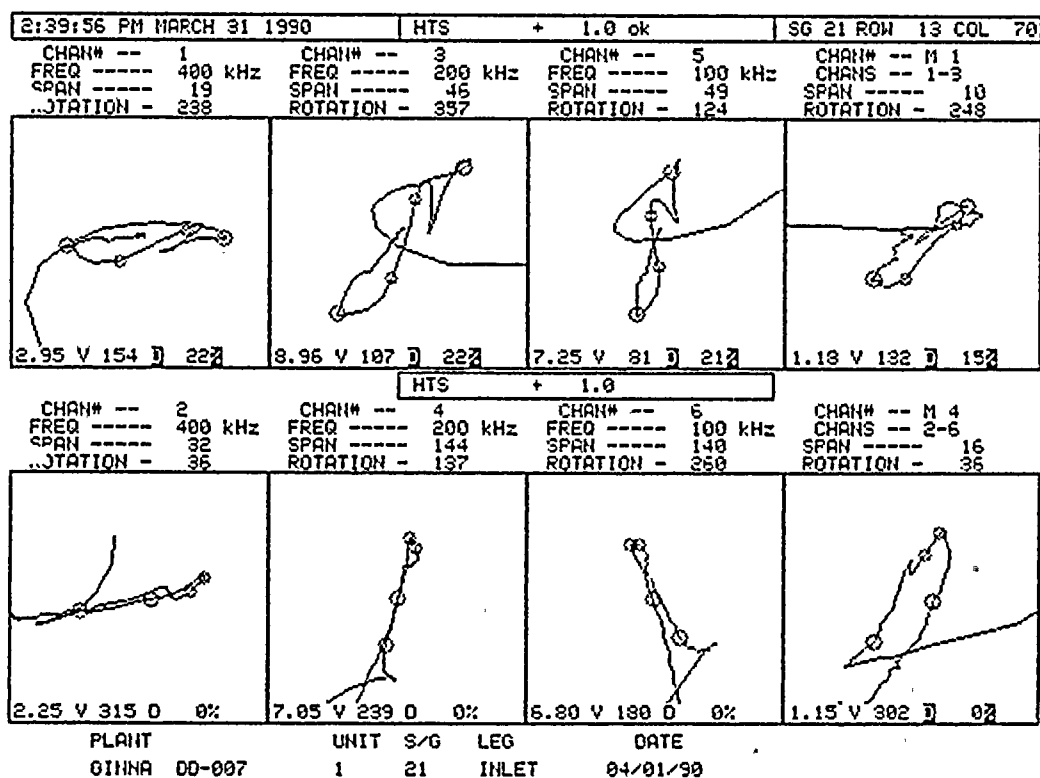 2:39:56 PM MARCH 31 1990 HTS + 1.0 ok SG 21 ROW 13 COL 70
CHAN# -- 1 CHAN# -- 3 CHAN# -- 5 CHAN# -- M 1
FREQ ----- 400 kHz FREQ ----- 200 kHz FREQ ----- 100 kHz CHANS -- 1-3
SPAN ----- 19 SPAN ----- 46 SPAN ----- 49 SPAN ----- 10
..OTATION - 238 ROTATION - 357 ROTATION - 124 ROTATION - 248
2.95 V 154 D 22% 8.96 V 107 D 22% 7.25 V 81 D 21% 1.18 V 132 D 15%
HTS + 1.0
CHAN# -- 2 CHAN# -- 4 CHAN# -- 6 CHAN# -- M 4
FREQ ----- 400 kHz FREQ ----- 200 kHz FREQ ----- 100 kHz CHANS -- 2-6
SPAN ----- 32 SPAN ----- 144 SPAN ----- 140 SPAN ----- 16
..OTATION - 36 ROTATION - 137 ROTATION - 260 ROTATION - 36
2.25 V 315 O 0% 7.05 V 239 O 0% 6.80 V 180 O 0% 1.15 V 302 D 0%
PLANT UNIT S/G LEG DATE
GINNA DD-007 1 21 INLET 04/01/90